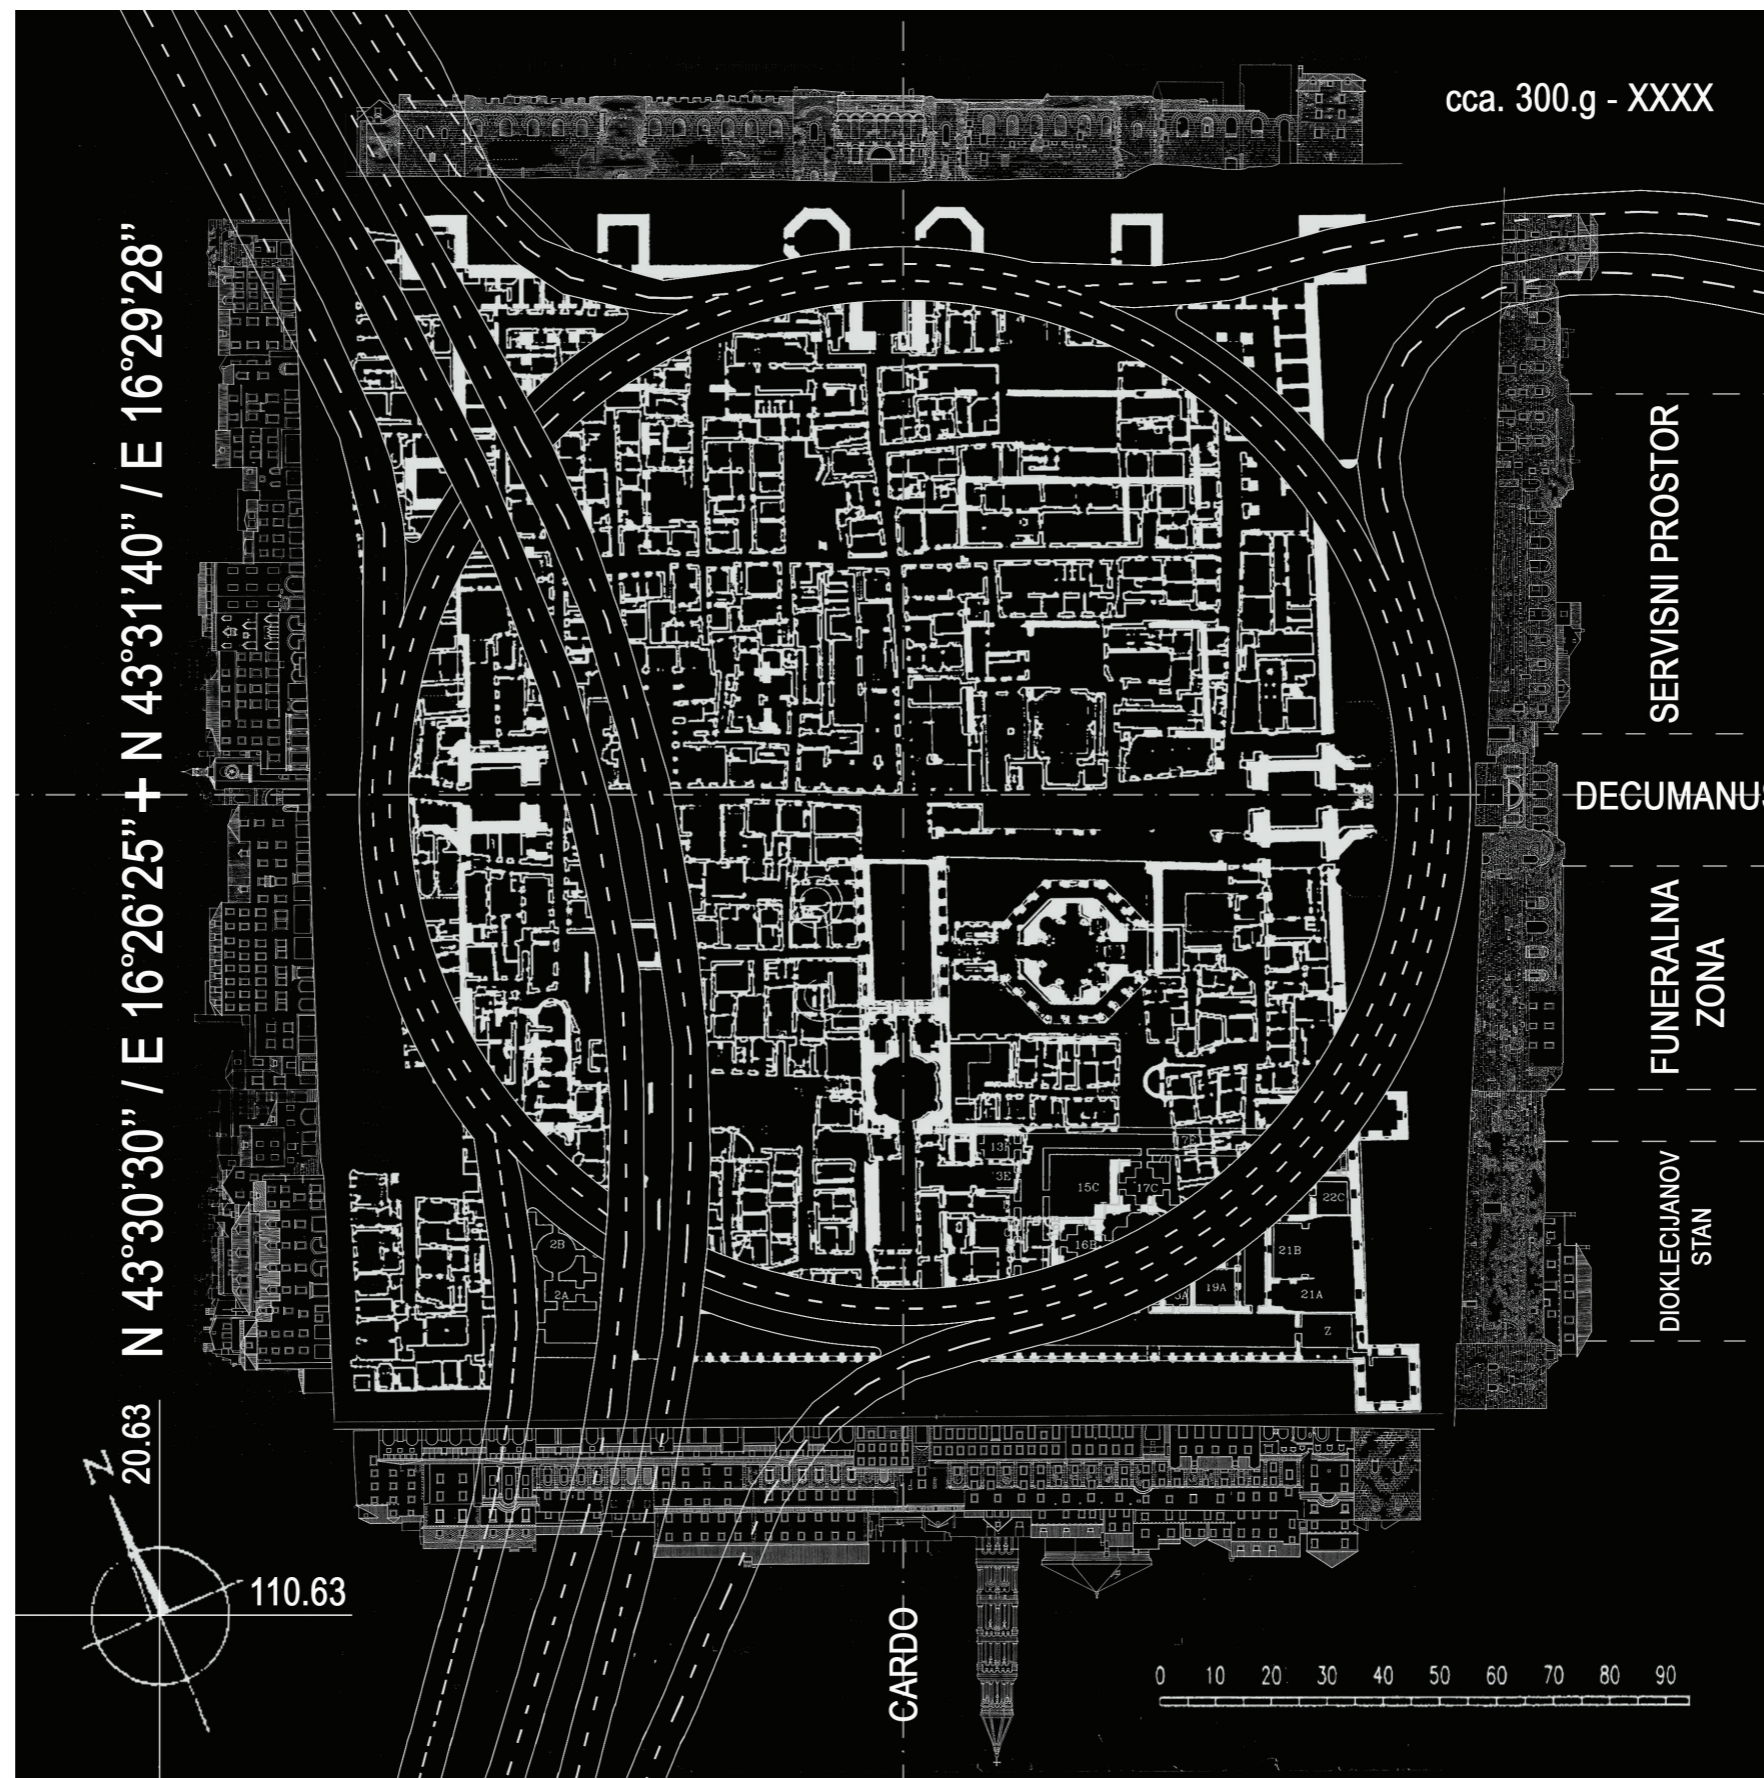 cca. 300.g - XXXX
N 43°30’30” / E 16°26’25” + N 43°31’40” / E 16°29’28”
SERVISNI PROSTOR
DECUMANUS
FUNERALNA
ZONA
DIOKLECIJANOV
STAN
15C
17C
22C
16B
2B
21B
2A
19A
21A
Z
Z
20.63
110.63
CARDO
0 10 20 30 40 50 60 70 80 90